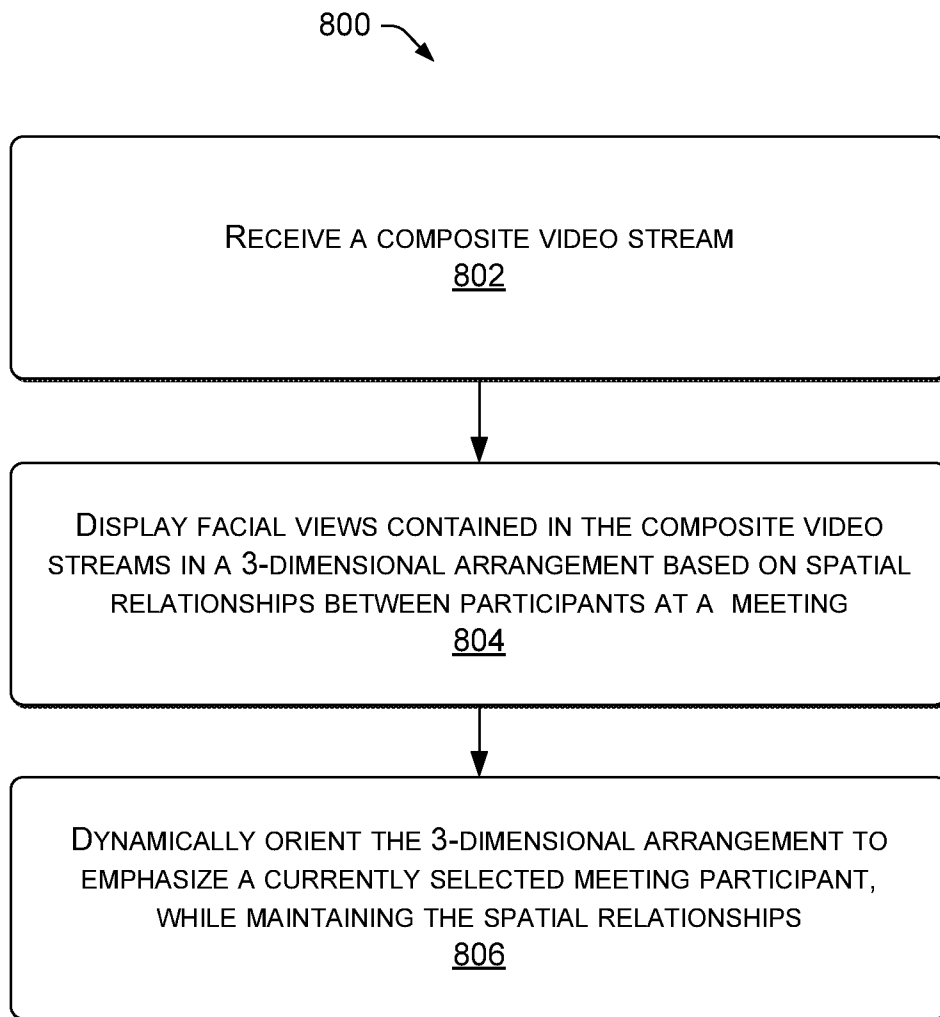 800
RECEIVE A COMPOSITE VIDEO STREAM
802
DISPLAY FACIAL VIEWS CONTAINED IN THE COMPOSITE VIDEO
STREAMS IN A 3-DIMENSIONAL ARRANGEMENT BASED ON SPATIAL
RELATIONSHIPS BETWEEN PARTICIPANTS AT A MEETING
804
DYNAMICALLY ORIENT THE 3-DIMENSIONAL ARRANGEMENT TO
EMPHASIZE A CURRENTLY SELECTED MEETING PARTICIPANT,
WHILE MAINTAINING THE SPATIAL RELATIONSHIPS
806